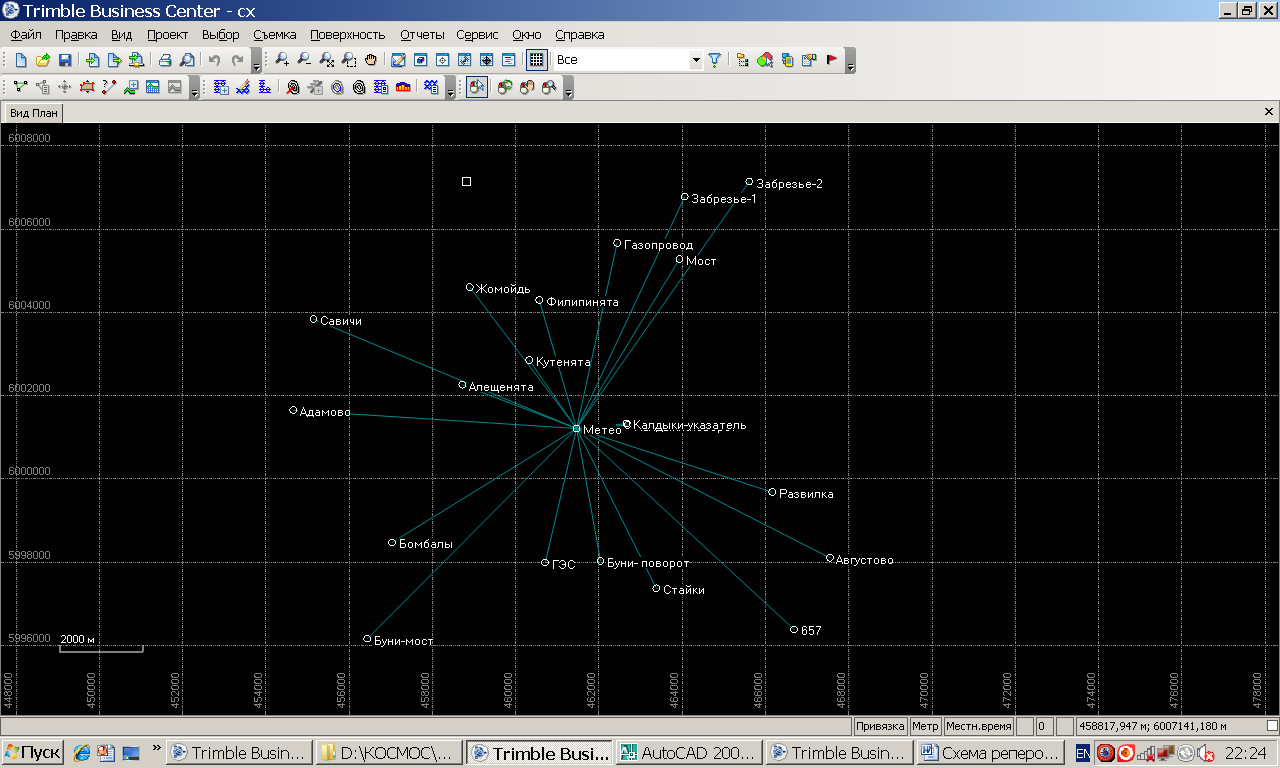 Trimble Business Center - cx
Файл Правка Вид Проект Выбор Съемка Поверхность Отчеты Сервис Окно Справка
Все
Вид План
6008000
Забрезье-2
Забрезье-1
6006000
Газопровод
Мост
Жомойдь
Филипинята
6004000
Савичи
Кутенята
6002000
Алещенята
Адамово
Калдыки-указатель
Метео
6000000
Развилка
Бомбалы
5998000
Августово
ГЭС
Буни- поворот
Стайки
657
5996000
2000 м
Буни-мост
448000 450000 452000 454000 456000 458000 460000 462000 464000 466000 468000 470000 472000 474000 476000 478000
Привязка Метр Местн.время 0 458817,947 м; 6007141,180 м
Пуск » Trimble Busin... D:\КОСМОС\... Trimble Busi... AutoCAD 200... Trimble Busin... Схема реперо... EN 22:24